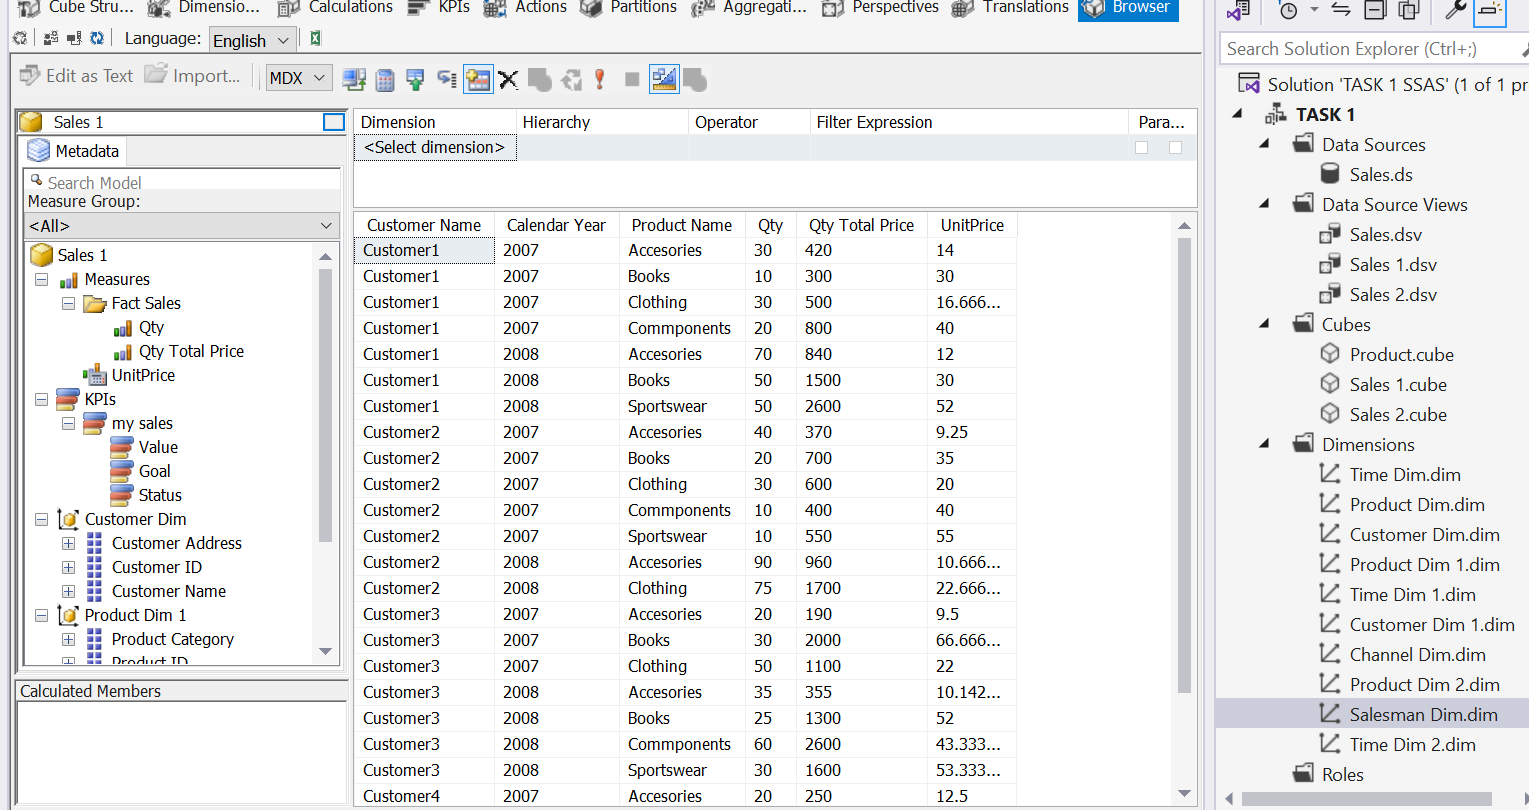 Cube Stru... Dimensio... Calculations KPIs Actions Partitions Aggregati... Perspectives Translations Browser
Language: English
Edit as Text Import... MDX
Sales 1
Metadata
Search Model
Measure Group:
<All>
Sales 1
Measures
Fact Sales
Qty
Qty Total Price
UnitPrice
KPIs
my sales
Value
Goal
Status
Customer Dim
Customer Address
Customer ID
Customer Name
Product Dim 1
Product Category
Product ID
Calculated Members
Dimension Hierarchy Operator Filter Expression Para...
<Select dimension>
Customer Name Calendar Year Product Name Qty Qty Total Price UnitPrice
Customer1 2007 Accesories 30 420 14
Customer1 2007 Books 10 300 30
Customer1 2007 Clothing 30 500 16.666...
Customer1 2007 Commponents 20 800 40
Customer1 2008 Accesories 70 840 12
Customer1 2008 Books 50 1500 30
Customer1 2008 Sportswear 50 2600 52
Customer2 2007 Accesories 40 370 9.25
Customer2 2007 Books 20 700 35
Customer2 2007 Clothing 30 600 20
Customer2 2007 Commponents 10 400 40
Customer2 2007 Sportswear 10 550 55
Customer2 2008 Accesories 90 960 10.666...
Customer2 2008 Clothing 75 1700 22.666...
Customer3 2007 Accesories 20 190 9.5
Customer3 2007 Books 30 2000 66.666...
Customer3 2007 Clothing 50 1100 22
Customer3 2008 Accesories 35 355 10.142...
Customer3 2008 Books 25 1300 52
Customer3 2008 Commponents 60 2600 43.333...
Customer3 2008 Sportswear 30 1600 53.333...
Customer4 2007 Accesories 20 250 12.5
Search Solution Explorer (Ctrl+;)
Solution 'TASK 1 SSAS' (1 of 1 pr
TASK 1
Data Sources
Sales.ds
Data Source Views
Sales.dsv
Sales 1.dsv
Sales 2.dsv
Cubes
Product.cube
Sales 1.cube
Sales 2.cube
Dimensions
Time Dim.dim
Product Dim.dim
Customer Dim.dim
Product Dim 1.dim
Time Dim 1.dim
Customer Dim 1.dim
Channel Dim.dim
Product Dim 2.dim
Salesman Dim.dim
Time Dim 2.dim
Roles